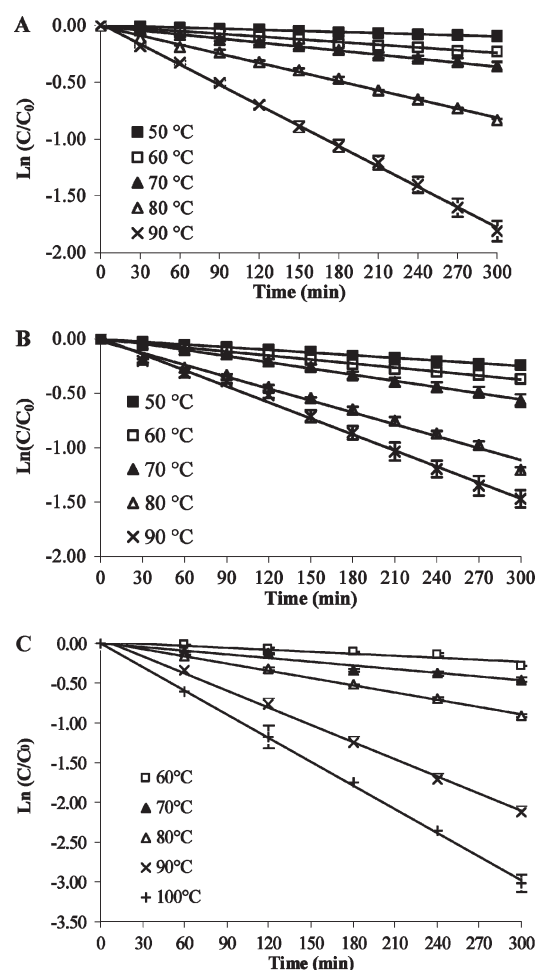 A
Ln (C/C0)
0.00
-0.50
-1.00
-1.50
-2.00
50 °C
60 °C
70 °C
80 °C
90 °C
0 30 60 90 120 150 180 210 240 270 300
Time (min)
B
Ln(C/C0)
0.00
-0.50
-1.00
-1.50
-2.00
50 °C
60 °C
70 °C
80 °C
90 °C
0 30 60 90 120 150 180 210 240 270 300
Time (min)
C
Ln (C/C0)
0.00
-0.50
-1.00
-1.50
-2.00
-2.50
-3.00
-3.50
60°C
70°C
80°C
90°C
100°C
0 30 60 90 120 150 180 210 240 270 300
Time (min)